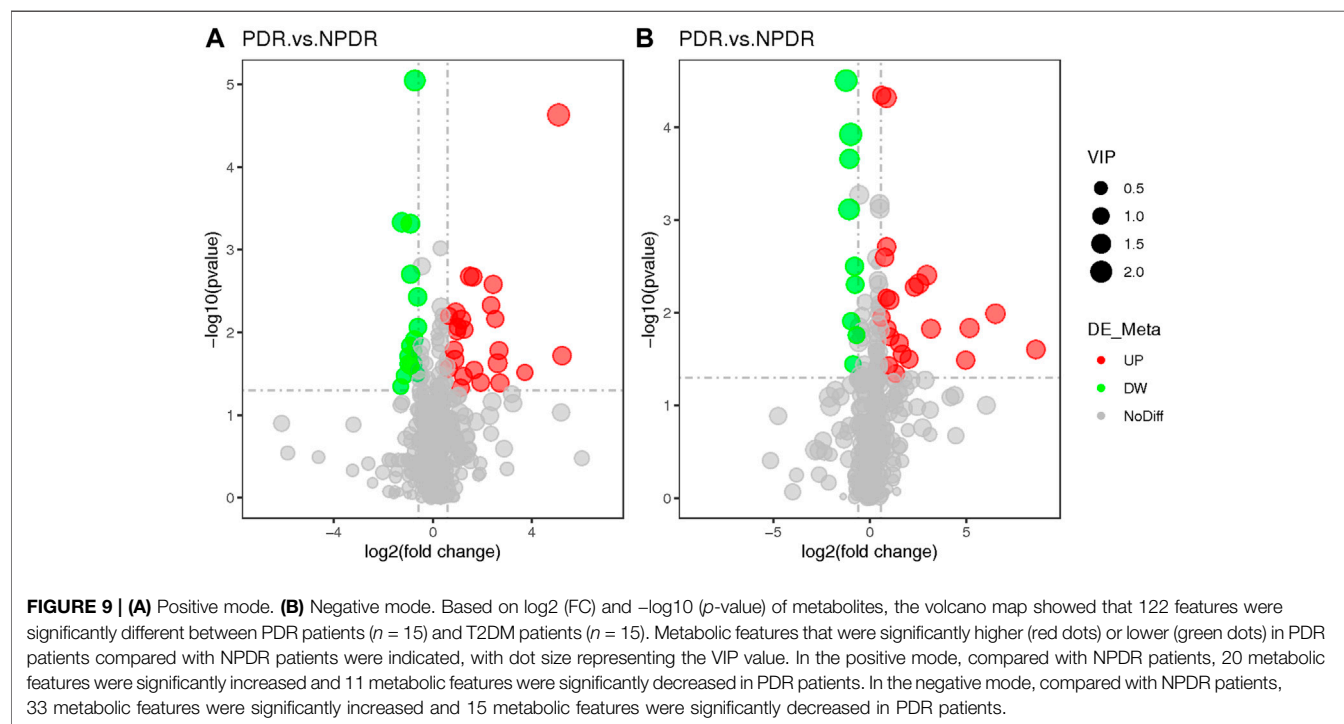 A PDR.vs.NPDR
5
4
3
2
1
0
−log10(pvalue)
−4 0 4
log2(fold change)
B PDR.vs.NPDR
4
3
2
1
0
−log10(pvalue)
−5 0 5
log2(fold change)
VIP
0.5
1.0
1.5
2.0
DE_Meta
UP
DW
NoDiff
FIGURE 9 | (A) Positive mode. (B) Negative mode. Based on log2 (FC) and −log10 (p-value) of metabolites, the volcano map showed that 122 features were
significantly different between PDR patients (n = 15) and T2DM patients (n = 15). Metabolic features that were significantly higher (red dots) or lower (green dots) in PDR
patients compared with NPDR patients were indicated, with dot size representing the VIP value. In the positive mode, compared with NPDR patients, 20 metabolic
features were significantly increased and 11 metabolic features were significantly decreased in PDR patients. In the negative mode, compared with NPDR patients,
33 metabolic features were significantly increased and 15 metabolic features were significantly decreased in PDR patients.